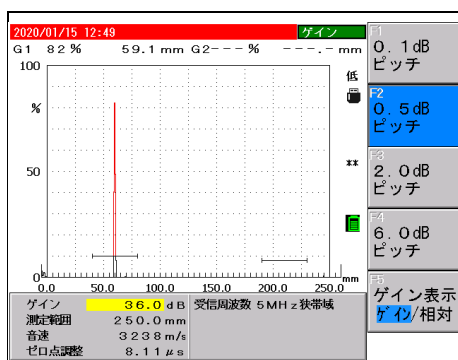 2020/01/15 12:49 ゲイン
G1 82% 59.1mm G2---% ---.-mm
100
%
50
0
0.0 50.0 100.0 150.0 200.0 250.0
mm
低
**
F1
0.1dB
ピッチ
F2
0.5dB
ピッチ
F3
2.0dB
ピッチ
F4
6.0dB
ピッチ
F5
ゲイン表示
ゲイン/相対
ゲイン 36.0dB 受信周波数 5MHz狭帯域
測定範囲 250.0mm
音速 3238m/s
ゼロ点調整 8.11μs